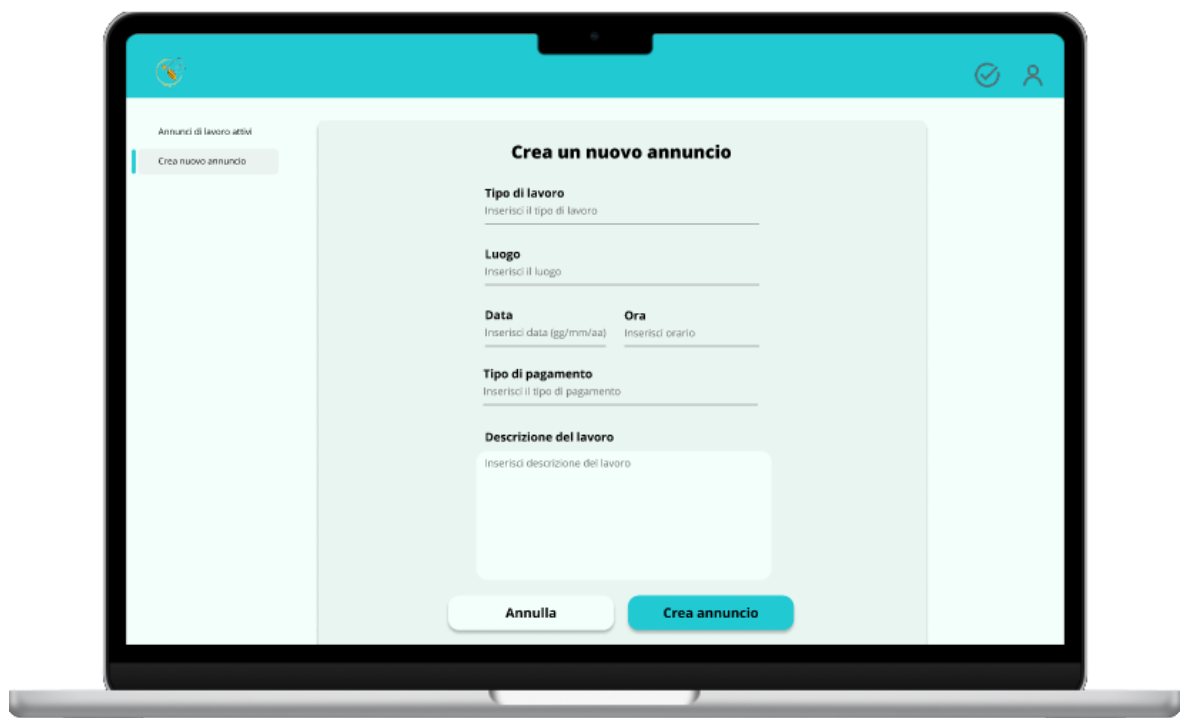 Annunci di lavoro attivi
Crea nuovo annuncio
Crea un nuovo annuncio
Tipo di lavoro
Inserisci il tipo di lavoro
Luogo
Inserisci il luogo
Data Ora
Inserisci data (gg/mm/aa) Inserisci orario
Tipo di pagamento
Inserisci il tipo di pagamento
Descrizione del lavoro
Inserisci descrizione del lavoro
Annulla Crea annuncio